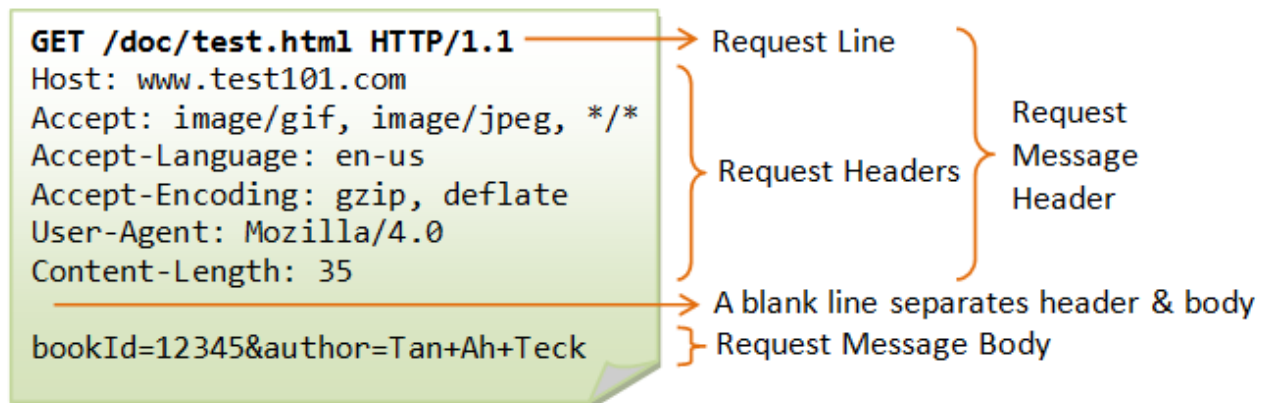 GET /doc/test.html HTTP/1.1
Request Line
Host: www.test101.com
Accept: image/gif, image/jpeg, */*
Accept-Language: en-us
Accept-Encoding: gzip, deflate
User-Agent: Mozilla/4.0
Content-Length: 35
Request Headers
Request
Message
Header
A blank line separates header & body
bookId=12345&author=Tan+Ah+Teck
Request Message Body